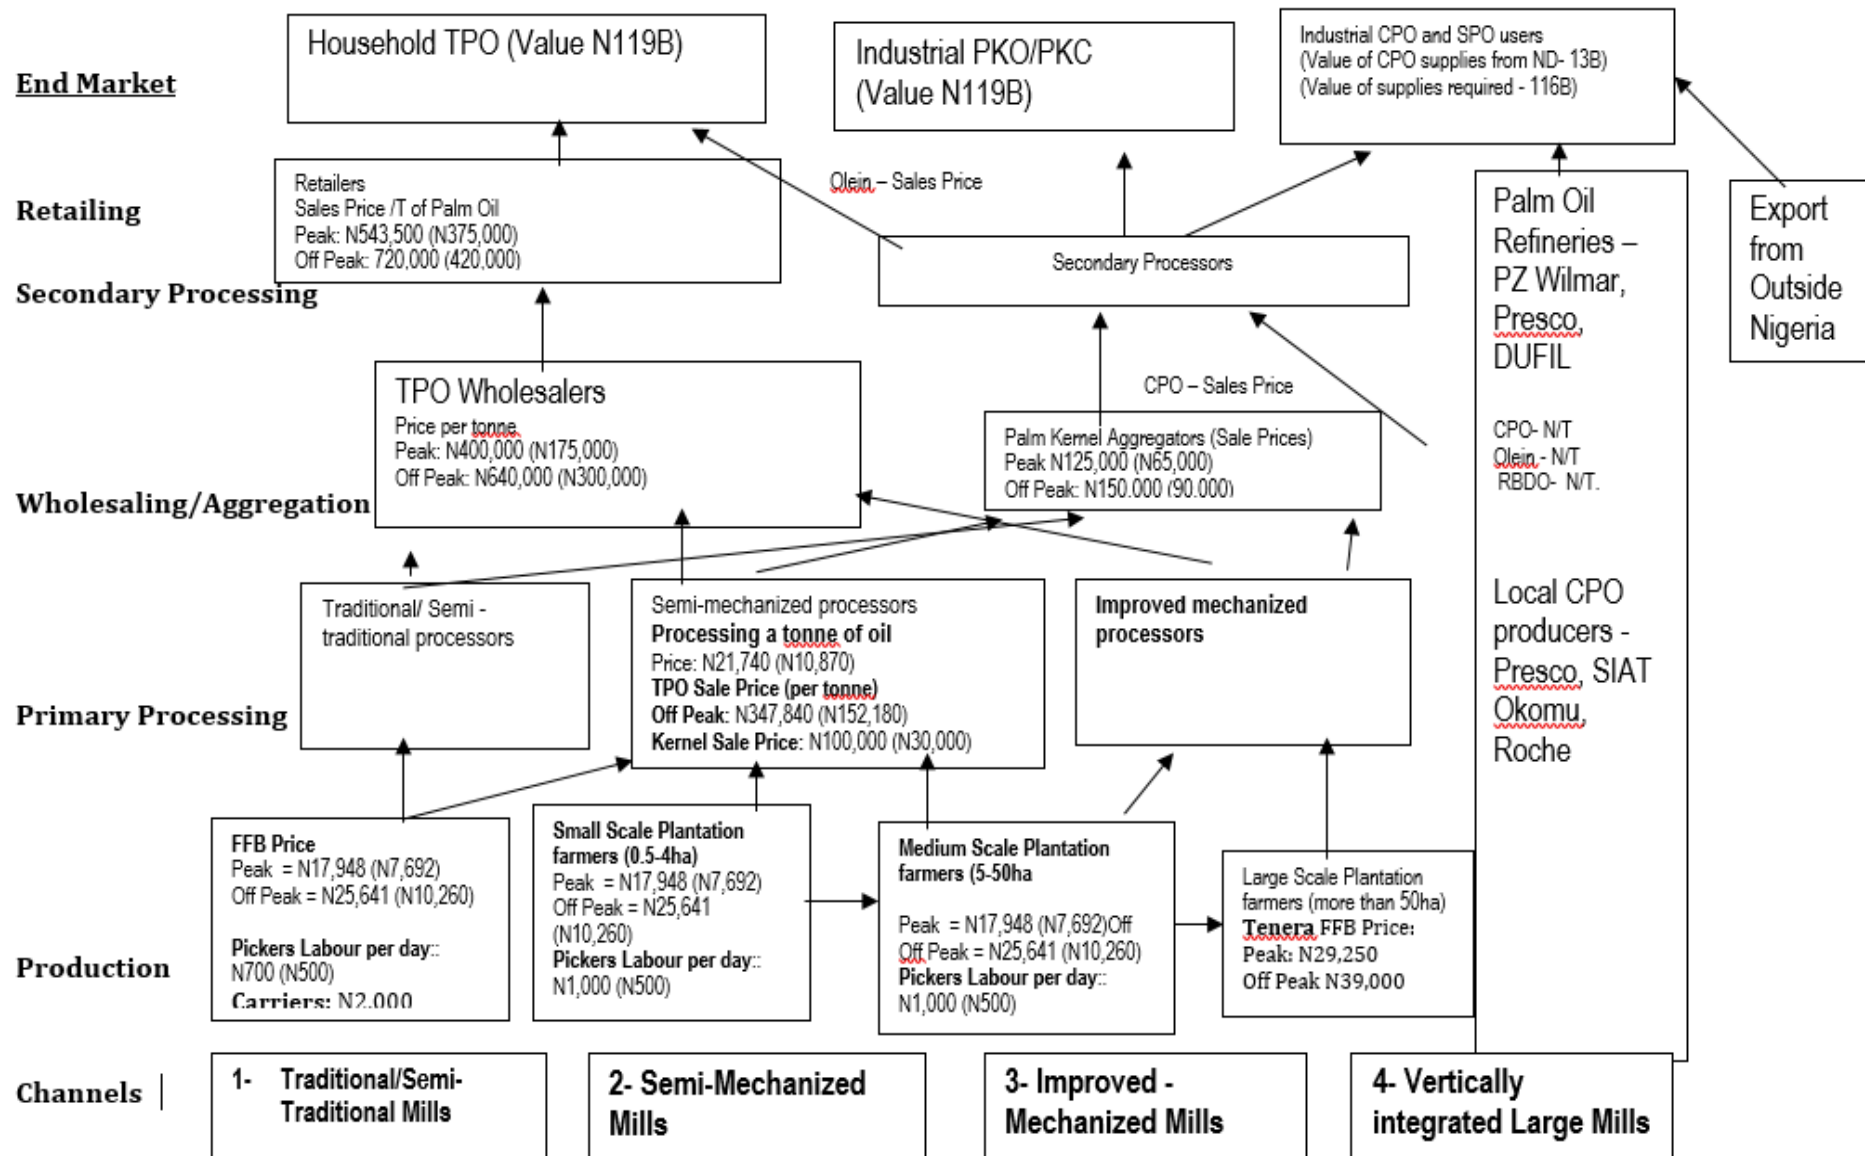 Household TPO (Value N119B)
Industrial PKO/PKC
(Value N119B)
Industrial CPO and SPO users
(Value of CPO supplies from ND- 13B)
(Value of supplies required - 116B)
End Market
Retailing
Retailers
Sales Price /T of Palm Oil
Peak: N543,500 (N375,000)
Off Peak: 720,000 (420,000)
Olein – Sales Price
Secondary Processing
Secondary Processors
Palm Oil
Refineries –
PZ Wilmar,
Presco,
DUFIL
CPO- N/T
Olein - N/T
RBDO- N/T.
Local CPO
producers -
Presco, SIAT
Okomu,
Roche
Export
from
Outside
Nigeria
TPO Wholesalers
Price per tonne
Peak: N400,000 (N175,000)
Off Peak: N640,000 (N300,000)
CPO – Sales Price
Palm Kernel Aggregators (Sale Prices)
Peak N125,000 (N65,000)
Off Peak: N150.000 (90.000)
Wholesaling/Aggregation
Primary Processing
Traditional/ Semi -
traditional processors
Semi-mechanized processors
Processing a tonne of oil
Price: N21,740 (N10,870)
TPO Sale Price (per tonne)
Off Peak: N347,840 (N152,180)
Kernel Sale Price: N100,000 (N30,000)
Improved mechanized
processors
Production
FFB Price
Peak = N17,948 (N7,692)
Off Peak = N25,641 (N10,260)
Pickers Labour per day::
N700 (N500)
Carriers: N2.000
Small Scale Plantation
farmers (0.5-4ha)
Peak = N17,948 (N7,692)
Off Peak = N25,641
(N10,260)
Pickers Labour per day::
N1,000 (N500)
Medium Scale Plantation
farmers (5-50ha
Peak = N17,948 (N7,692)Off
Off Peak = N25,641 (N10,260)
Pickers Labour per day::
N1,000 (N500)
Large Scale Plantation
farmers (more than 50ha)
Tenera FFB Price:
Peak: N29,250
Off Peak N39,000
Channels
1- Traditional/Semi-
Traditional Mills
2- Semi-Mechanized
Mills
3- Improved -
Mechanized Mills
4- Vertically
integrated Large Mills